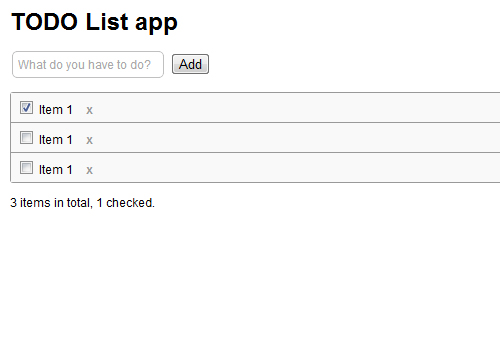 TODO List app
What do you have to do? Add
Item 1 x
Item 1 x
Item 1 x
3 items in total, 1 checked.